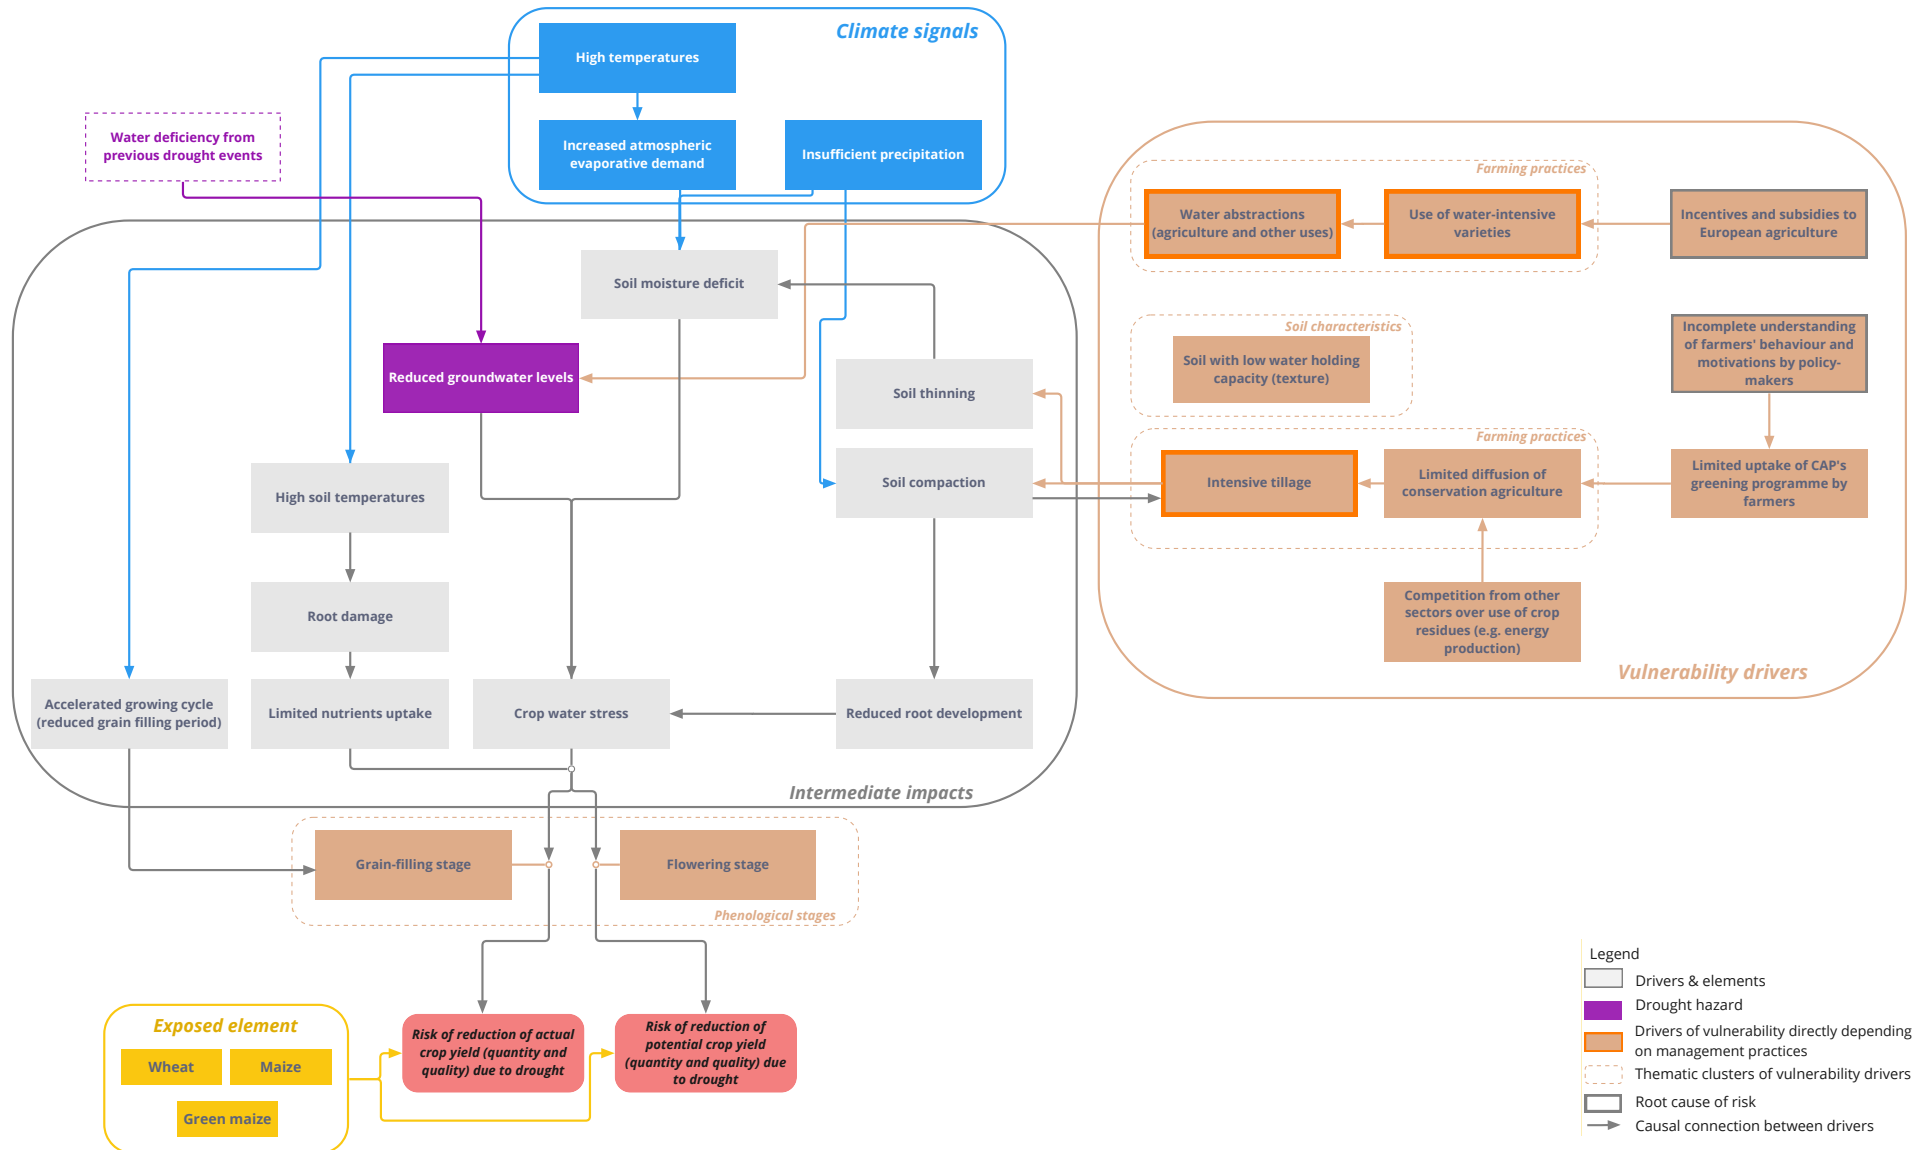 Climate signals
High temperatures
Increased atmospheric
evaporative demand
Insufficient precipitation
Water deficiency from
previous drought events
Farming practices
Water abstractions
(agriculture and other uses)
Use of water-intensive
varieties
Incentives and subsidies to
European agriculture
Soil moisture deficit
Soil characteristics
Soil with low water holding
capacity (texture)
Incomplete understanding
of farmers' behaviour and
motivations by policy-
makers
Reduced groundwater levels
Soil thinning
Farming practices
Soil compaction
Intensive tillage
Limited diffusion of
conservation agriculture
Limited uptake of CAP's
greening programme by
farmers
High soil temperatures
Root damage
Competition from other
sectors over use of crop
residues (e.g. energy
production)
Vulnerability drivers
Accelerated growing cycle
(reduced grain filling period)
Limited nutrients uptake
Crop water stress
Reduced root development
Intermediate impacts
Grain-filling stage
Flowering stage
Phenological stages
Exposed element
Wheat
Maize
Green maize
Risk of reduction of actual
crop yield (quantity and
quality) due to drought
Risk of reduction of
potential crop yield
(quantity and quality) due
to drought
Legend
Drivers & elements
Drought hazard
Drivers of vulnerability directly depending
on management practices
Thematic clusters of vulnerability drivers
Root cause of risk
Causal connection between drivers